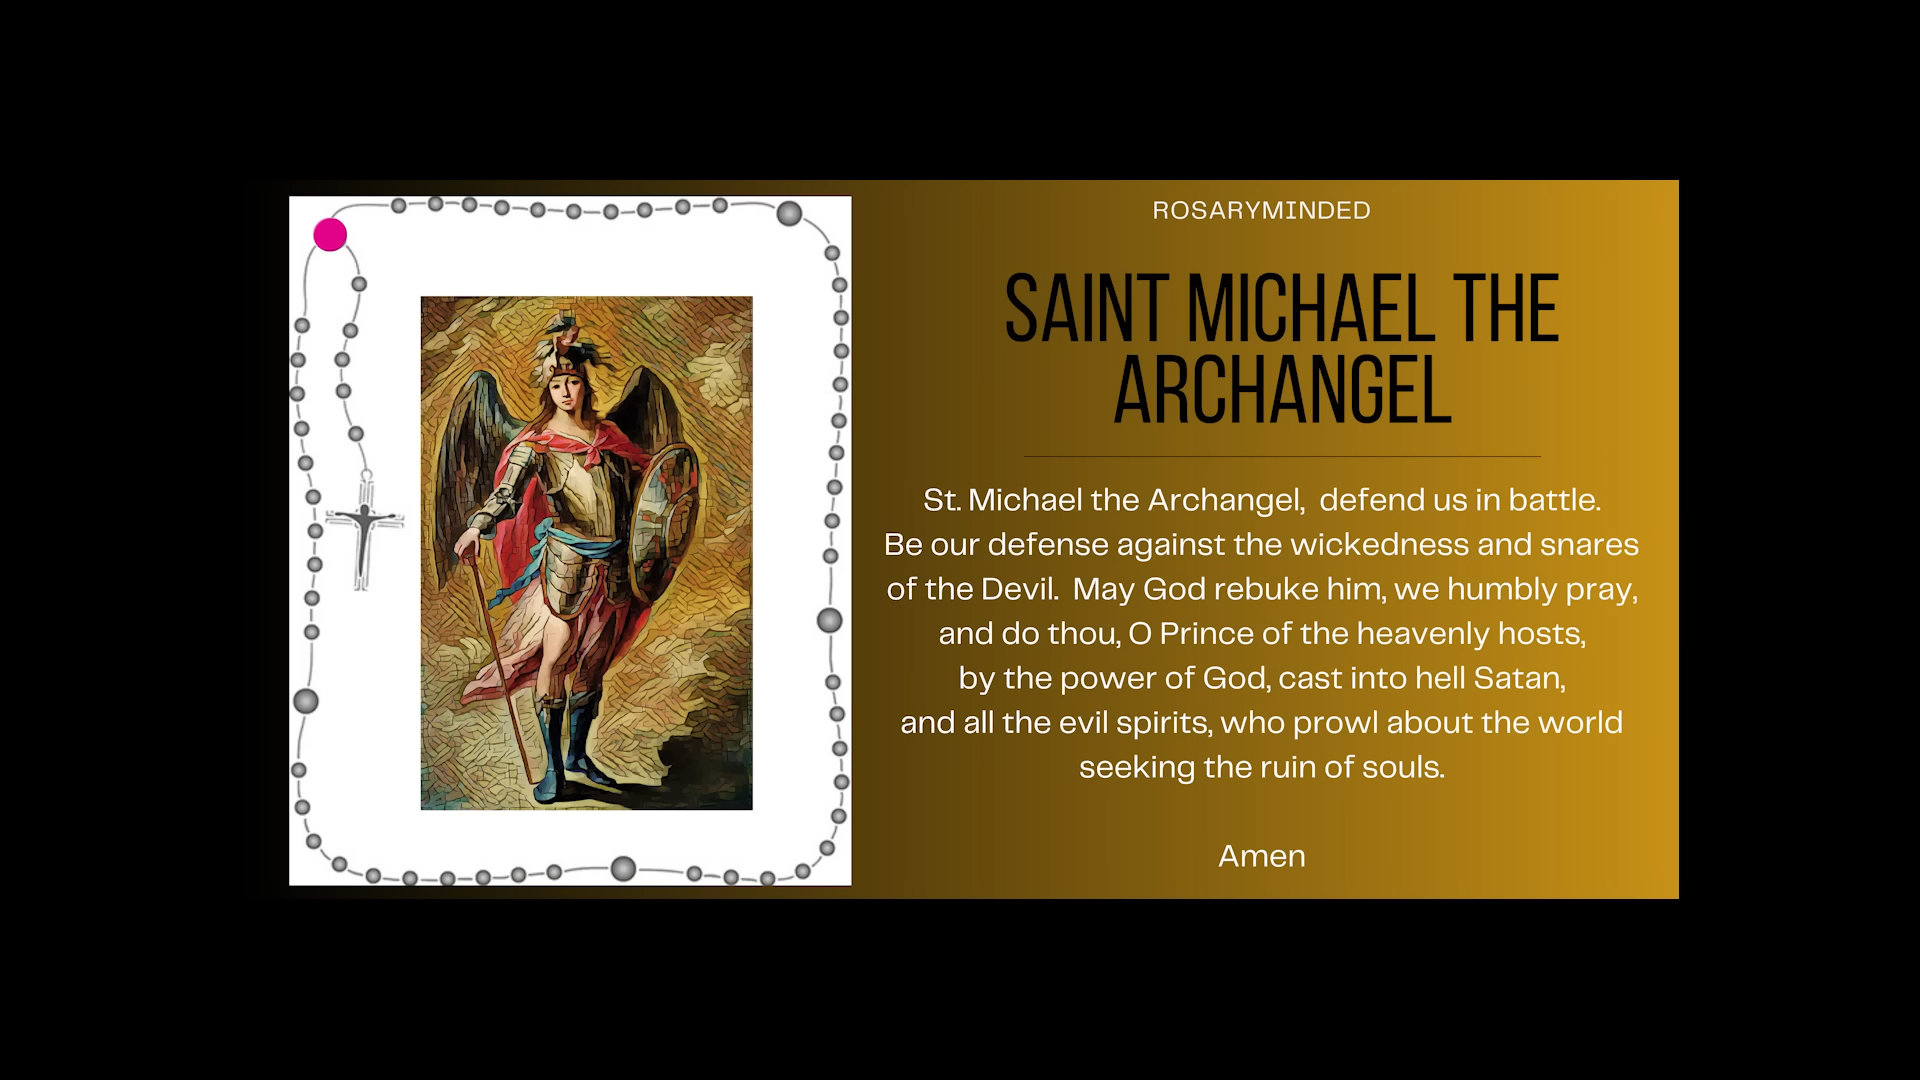 ROSARYMINDED
SAINT MICHAEL THE
ARCHANGEL
St. Michael the Archangel,  defend us in battle.
Be our defense against the wickedness and snares
of the Devil.  May God rebuke him, we humbly pray,
and do thou, O Prince of the heavenly hosts,
by the power of God, cast into hell Satan,
and all the evil spirits, who prowl about the world
seeking the ruin of souls.
Amen